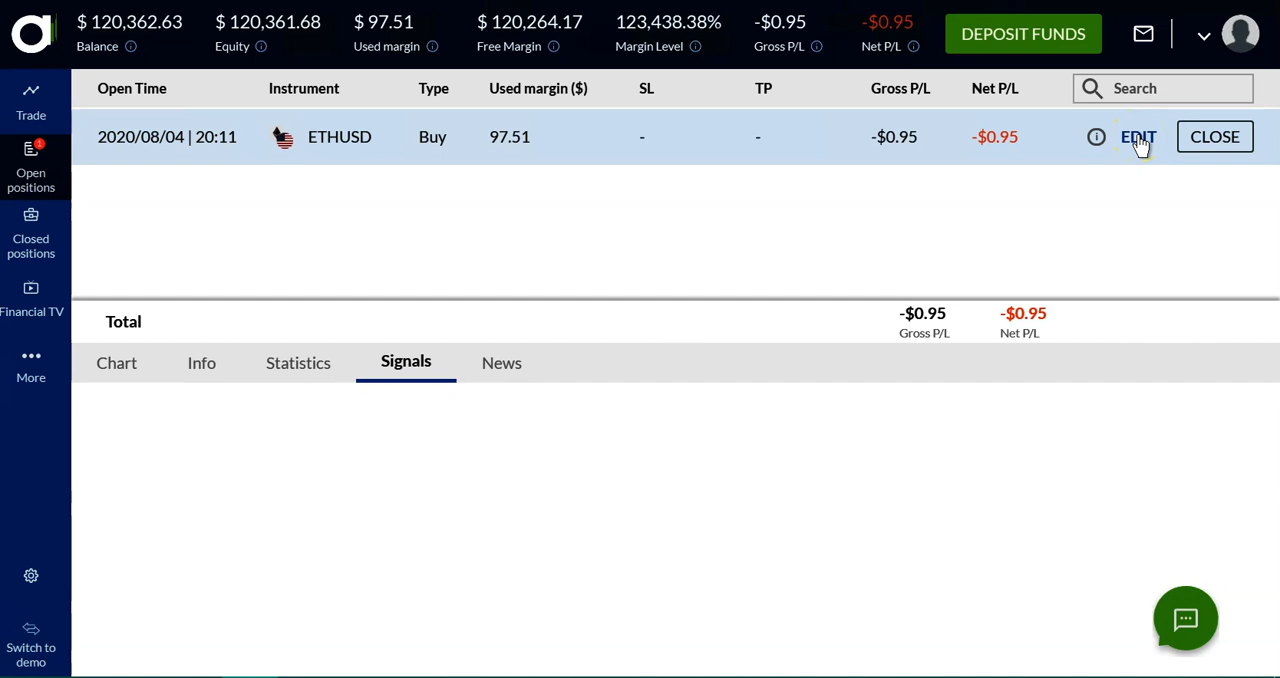 $ 120,362.63 $ 120,361.68 $ 97.51 $ 120,264.17 123,438.38% -$0.95 -$0.95 DEPOSIT FUNDS
Balance Equity Used margin Free Margin Margin Level Gross P/L Net P/L
Trade
1
Open
positions
Closed
positions
Financial TV
More
Switch to
demo
Open Time Instrument Type Used margin ($) SL TP Gross P/L Net P/L Search
2020/08/04 | 20:11 ETHUSD Buy 97.51 - - -$0.95 -$0.95 EDIT CLOSE
Total -$0.95 -$0.95
Gross P/L Net P/L
Chart Info Statistics Signals News